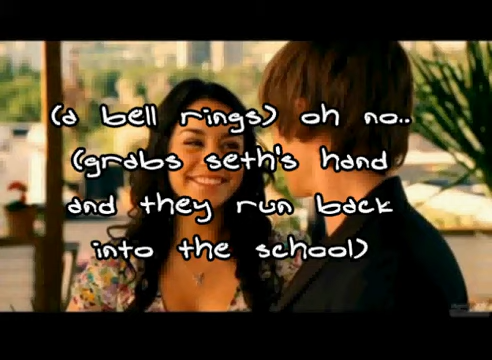 (a bell rings) oh no..
(grabs seth's hand
and they run back
into the school)